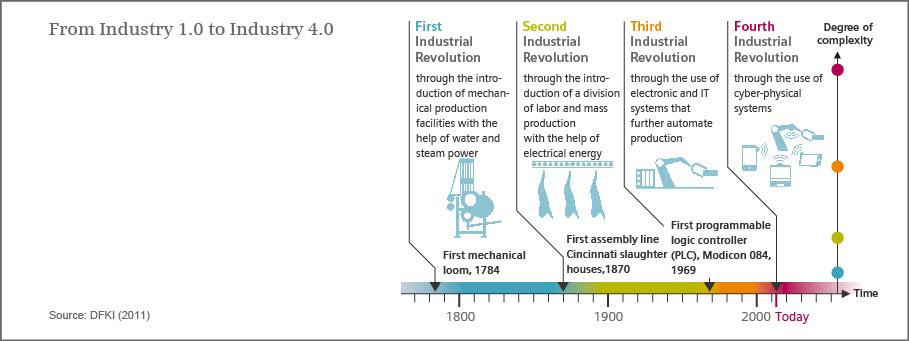 From Industry 1.0 to Industry 4.0
First
Industrial
Revolution
through the intro-
duction of mechan-
ical production
facilities with the
help of water and
steam power
First mechanical
loom, 1784
Second
Industrial
Revolution
through the intro-
duction of a division
of labor and mass
production
with the help of
electrical energy
First assembly line
Cincinnati slaughter
houses,1870
Third
Industrial
Revolution
through the use of
electronic and IT
systems that
further automate
production
First programmable
logic controller
(PLC), Modicon 084,
1969
Fourth
Industrial
Revolution
through the use of
cyber-physical
systems
Degree of
complexity
Time
1800
1900
2000 Today
Source: DFKI (2011)